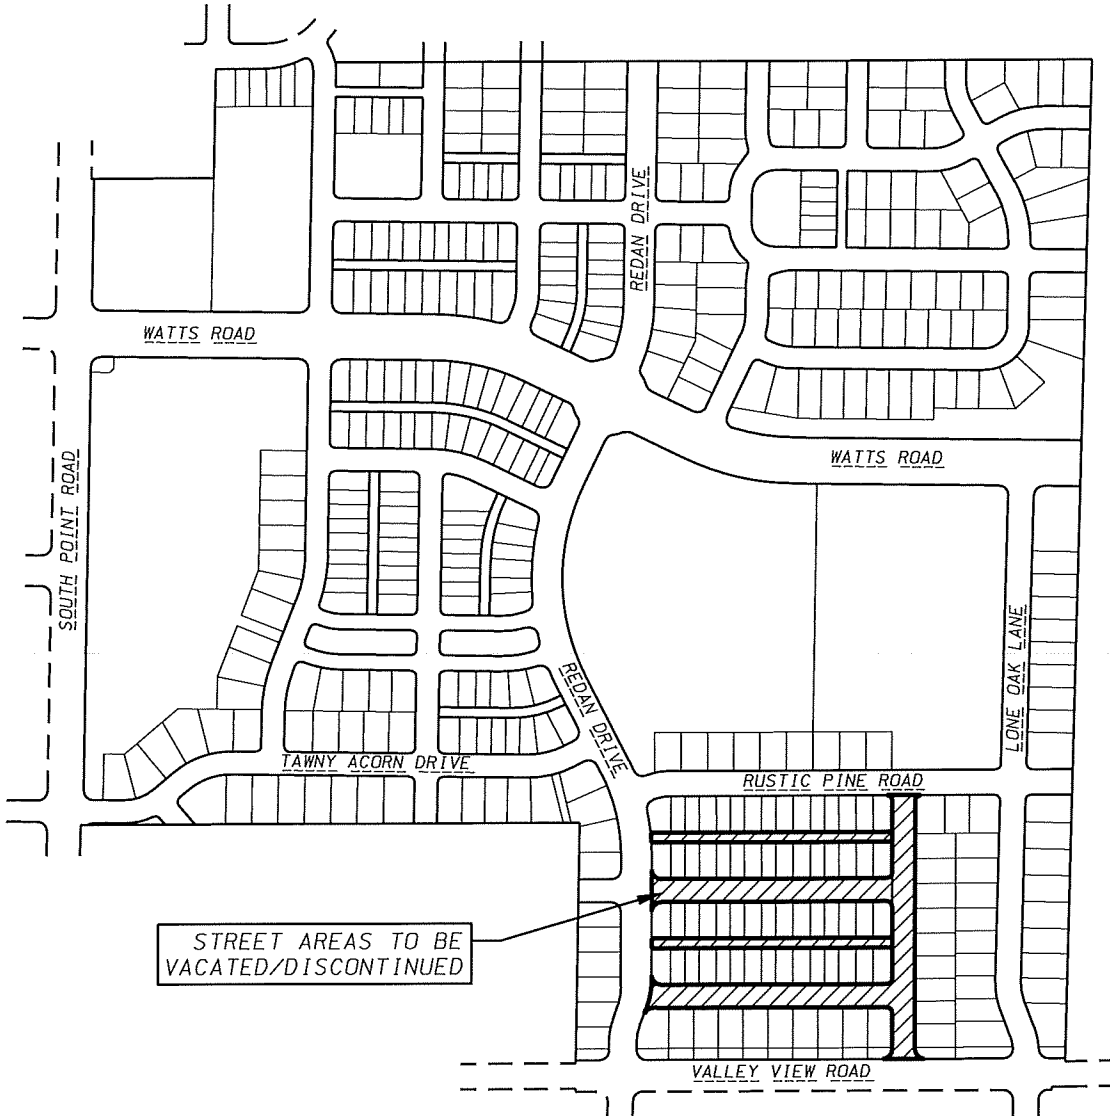 REDAN DRIVE
WATTS ROAD
SOUTH POINT ROAD
WATTS ROAD
LONE OAK LANE
REDAN DRIVE
TAWNY ACORN DRIVE
RUSTIC PINE ROAD
STREET AREAS TO BE
VACATED/DISCONTINUED
VALLEY VIEW ROAD